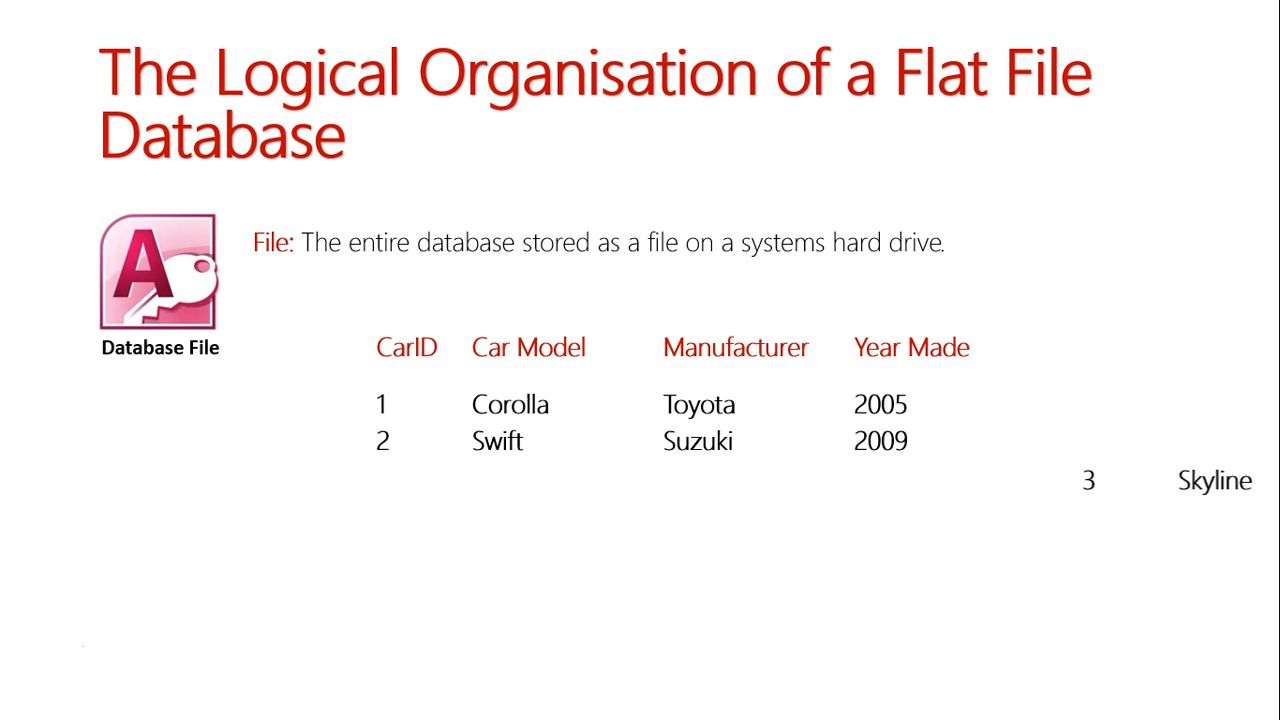 The Logical Organisation of a Flat File
Database
File: The entire database stored as a file on a systems hard drive.
A
Database File
CarID Car Model Manufacturer Year Made
1 Corolla Toyota 2005
2 Swift Suzuki 2009
3 Skyline